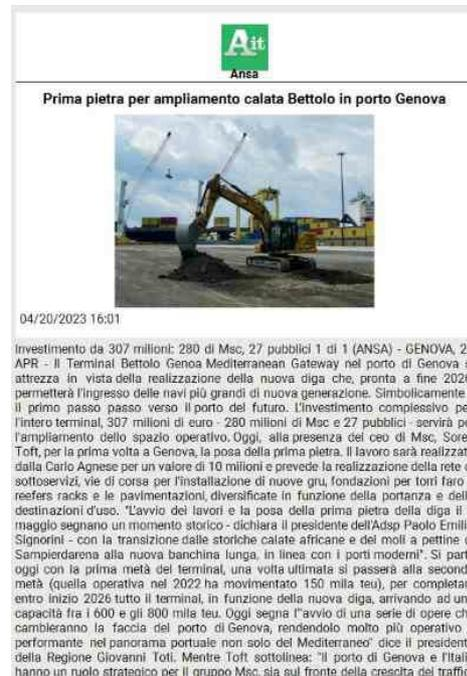 Ait
Ansa
Prima pietra per ampliamento calata Bettolo in porto Genova
04/20/2023 16:01
Investimento da 307 milioni: 280 di Msc, 27 pubblici 1 di 1 (ANSA) - GENOVA, 2
APR - Il Terminal Bettolo Genoa Mediterranean Gateway nel porto di Genova s
attrezza in vista della realizzazione della nuova diga che, pronta a fine 2026
permetterà l'ingresso delle navi più grandi di nuova generazione. Simbolicamente
il primo passo passo verso il porto del futuro. L'investimento complessivo pe
l'intero terminal, 307 milioni di euro - 280 milioni di Msc e 27 pubblici - servirà pe
l'ampliamento dello spazio operativo. Oggi, alla presenza del ceo di Msc, Sore
Toft, per la prima volta a Genova, la posa della prima pietra. Il lavoro sarà realizzat
dalla Carlo Agnese per un valore di 10 milioni e prevede la realizzazione della rete d
sottoservizi, vie di corsa per l'installazione di nuove gru, fondazioni per torri faro
reefers racks e le pavimentazioni, diversificate in funzione della portanza e dell
destinazioni d'uso. "L'avvio dei lavori e la posa della prima pietra della diga il
maggio segnano un momento storico - dichiara il presidente dell'Adsp Paolo Emili
Signorini - con la transizione dalle storiche calate africane e dei moli a pettine d
Sampierdarena alla nuova banchina lunga, in linea con i porti moderni". Si part
oggi con la prima metà del terminal, una volta ultimata si passerà alla second
metà (quella operativa nel 2022 ha movimentato 150 mila teu), per completar
entro inizio 2026 tutto il terminal, in funzione della nuova diga, arrivando ad un
capacità fra i 600 e gli 800 mila teu. Oggi segna l'"avvio di una serie di opere ch
cambieranno la faccia del porto di Genova, rendendolo molto più operativo
performante nel panorama portuale non solo del Mediterraneo" dice il president
della Regione Giovanni Toti. Mentre Toft sottolinea: "Il porto di Genova e l'Itali
hanno un ruolo strategico per il gruppo Msc, sia sul fronte della crescita dei traffic